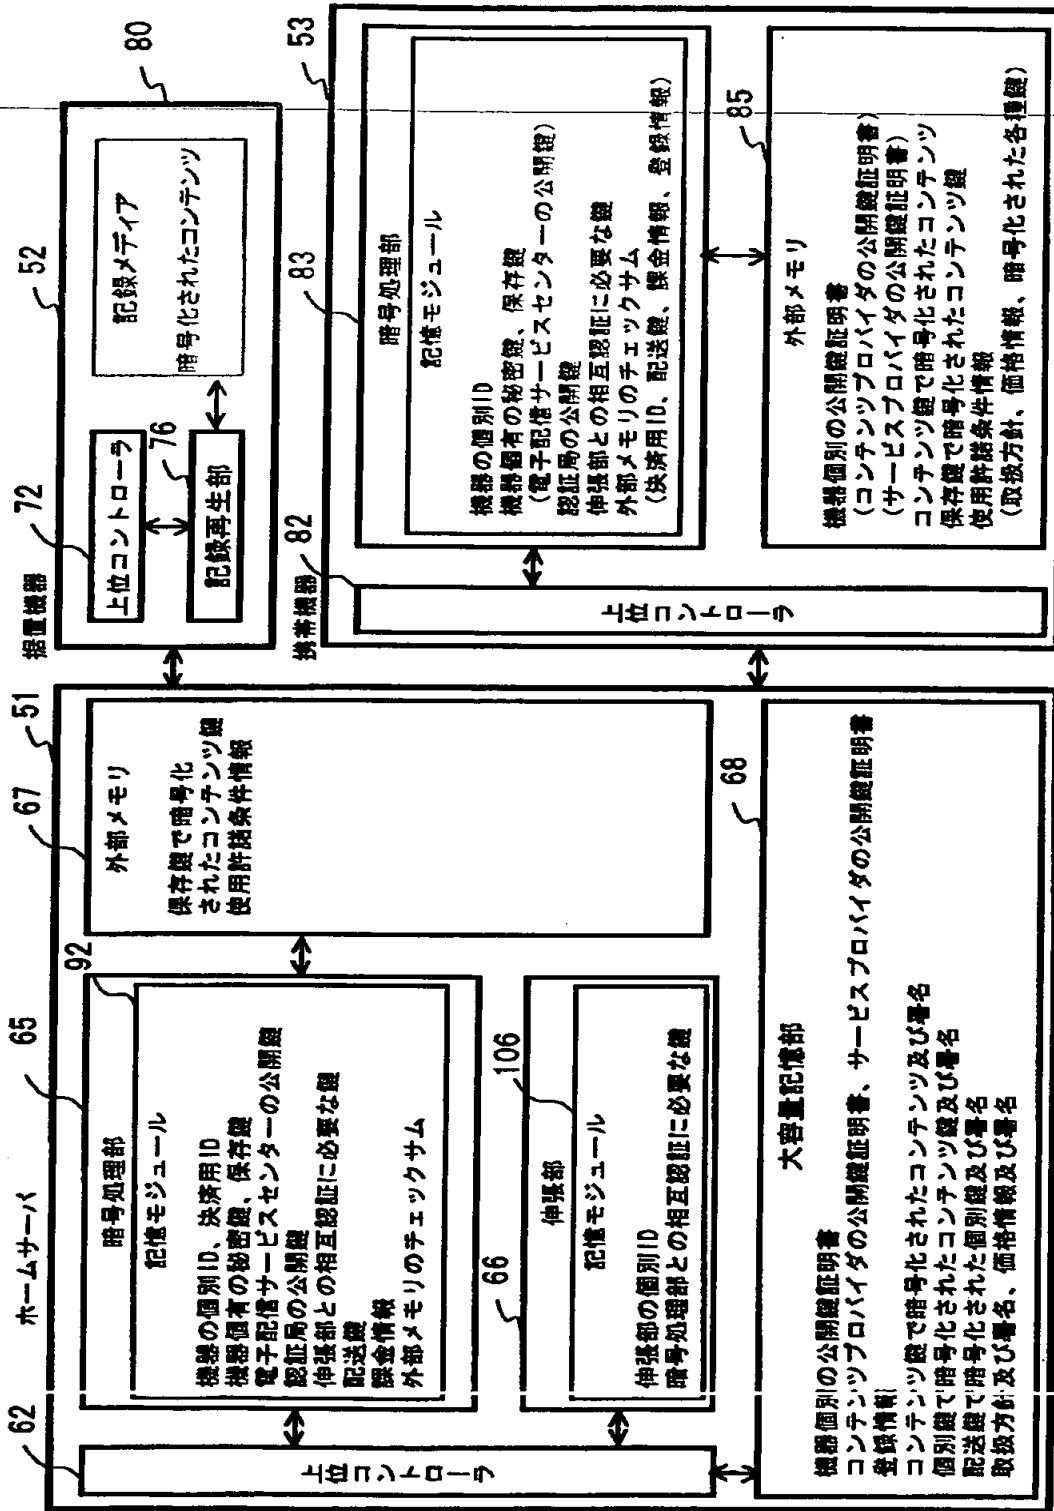 ホームサーバ
51
62
上位コントローラ
65
暗号処理部
92
記憶モジュール
機器の個別ID、決済用ID
機器個有の秘密鍵、保存鍵
電子配信サービスセンターの公開鍵
認証局の公開鍵
伸張部との相互認証に必要な鍵
配送鍵
課金情報
外部メモリのチェックサム
66
伸張部
106
記憶モジュール
伸張部の個別ID
暗号処理部との相互認証に必要な鍵
67
外部メモリ
保存鍵で暗号化
されたコンテンツ鍵
使用許諾条件情報
68
大容量記憶部
機器個別の公開鍵証明書
コンテンツプロバイダの公開鍵証明書、サービスプロバイダの公開鍵証明書
登録情報
コンテンツ鍵で暗号化されたコンテンツ及び署名
個別鍵で暗号化されたコンテンツ鍵及び署名
配送鍵で暗号化された個別鍵及び署名
取扱方針及び署名、価格情報及び署名
据置機器
52
72
上位コントローラ
76
記録再生部
80
記録メディア
暗号化されたコンテンツ
携帯機器
53
82
上位コントローラ
83
暗号処理部
記憶モジュール
機器の個別ID
機器個有の秘密鍵、保存鍵
(電子配信サービスセンターの公開鍵)
認証局の公開鍵
伸張部との相互認証に必要な鍵
外部メモリのチェックサム
(決済用ID、配送鍵、課金情報、登録情報)
85
外部メモリ
機器個別の公開鍵証明書
(コンテンツプロバイダの公開鍵証明書)
(サービスプロバイダの公開鍵証明書)
コンテンツ鍵で暗号化されたコンテンツ
保存鍵で暗号化されたコンテンツ鍵
使用許諾条件情報
(取扱方針、価格情報、暗号化された各種鍵)